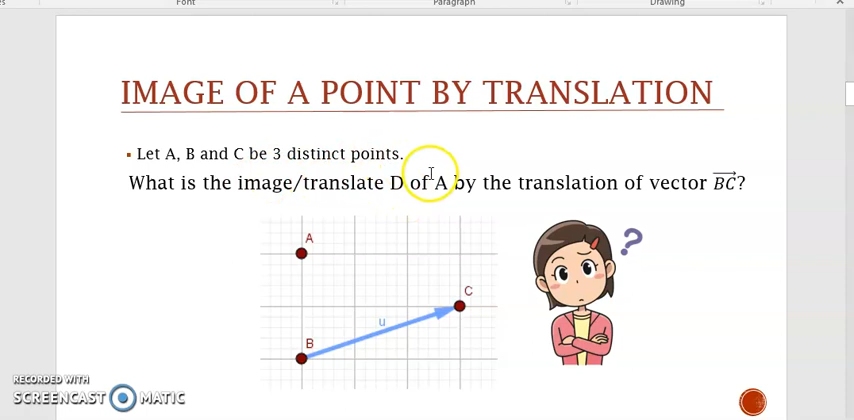 Font Paragraph Drawing
IMAGE OF A POINT BY TRANSLATION
▪ Let A, B and C be 3 distinct points.
What is the image/translate D of A by the translation of vector \overrightarrow{BC}?
A
?
C
u
B
RECORDED WITH
SCREENCAST MATIC